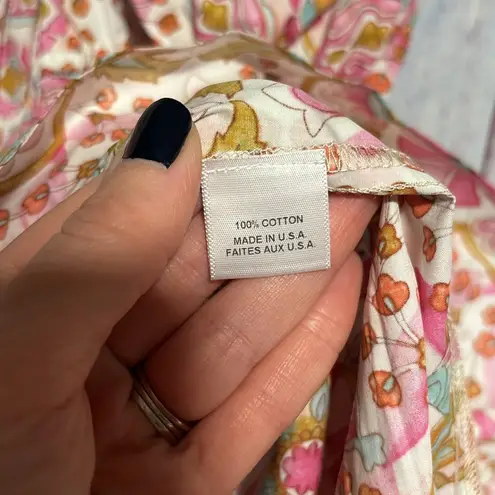 100% COTTON
MADE IN U.S.A.
FAITES AUX U.S.A.